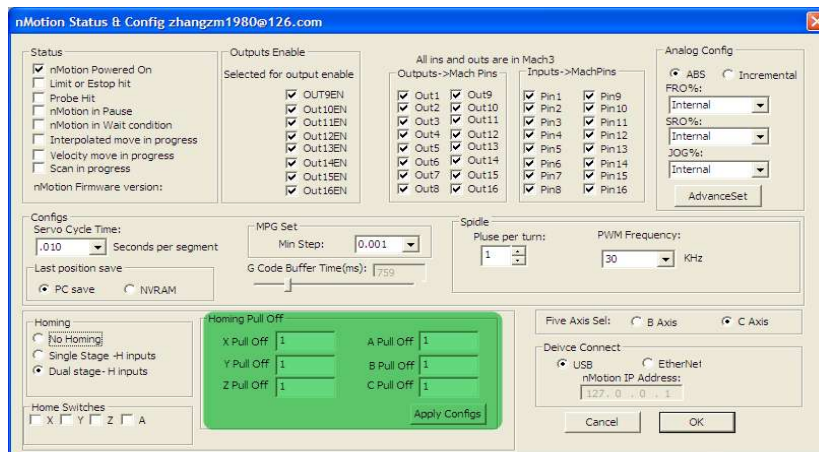 nMotion Status & Config zhangzm1980@126.com
Status
nMotion Powered On
Limit or Estop hit
Probe Hit
nMotion in Pause
nMotion in Wait condition
Interpolated move in progress
Velocity move in progress
Scan in progress
nMotion Firmware version:
Outputs Enable
Selected for output enable
OUT9EN
Out10EN
Out11EN
Out12EN
Out13EN
Out14EN
Out15EN
Out16EN
All ins and outs are in Mach3
Outputs->Mach Pins
Out1 Out9
Out2 Out10
Out3 Out11
Out4 Out12
Out5 Out13
Out6 Out14
Out7 Out15
Out8 Out16
Inputs->MachPins
Pin1 Pin9
Pin2 Pin10
Pin3 Pin11
Pin4 Pin12
Pin5 Pin13
Pin6 Pin14
Pin7 Pin15
Pin8 Pin16
Analog Config
ABS Incremental
FRO%:
Internal
SRO%:
Internal
JOG%:
Internal
AdvanceSet
Configs
Servo Cycle Time:
.010 Seconds per segment
Last position save
PC save NVRAM
MPG Set
Min Step: 0.001
G Code Buffer Time(ms): 759
Spidle
Pluse per turn:
1
PWM Frequency:
30 KHz
Homing
No Homing
Single Stage -H inputs
Dual stage- H inputs
Home Switches
X Y Z A
Homing Pull Off
X Pull Off 1 A Pull Off 1
Y Pull Off 1 B Pull Off 1
Z Pull Off 1 C Pull Off 1
Apply Configs
Five Axis Sel: B Axis C Axis
Deivce Connect
USB EtherNet
nMotion IP Address:
127. 0 . 0 . 1
Cancel OK